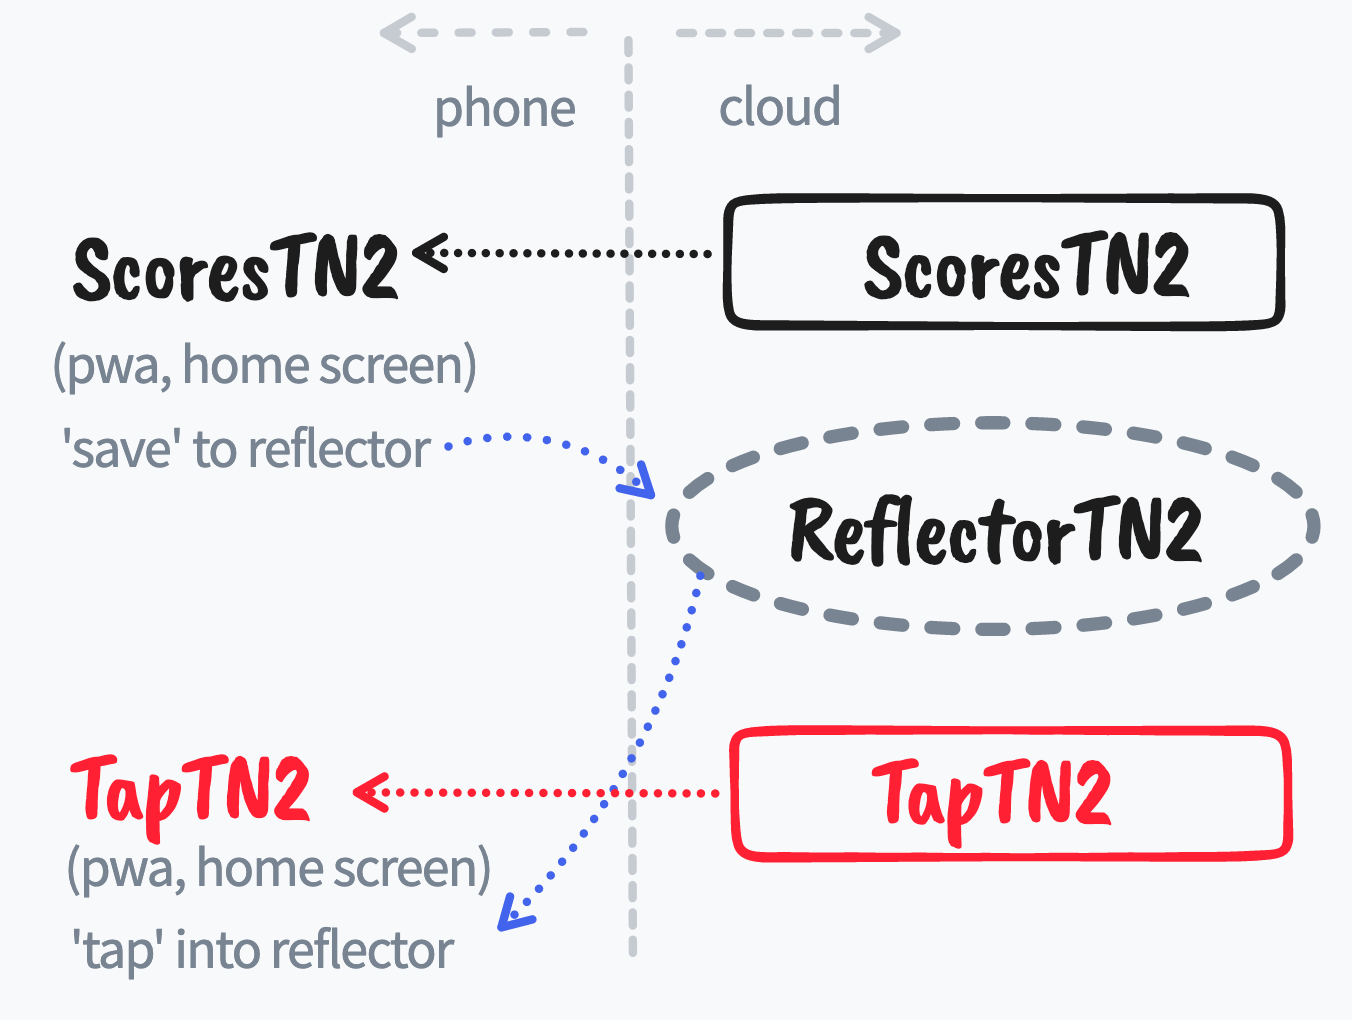 phone cloud
ScoresTN2 ScoresTN2
(pwa, home screen)
'save' to reflector
ReflectorTN2
TapTN2 TapTN2
(pwa, home screen)
'tap' into reflector